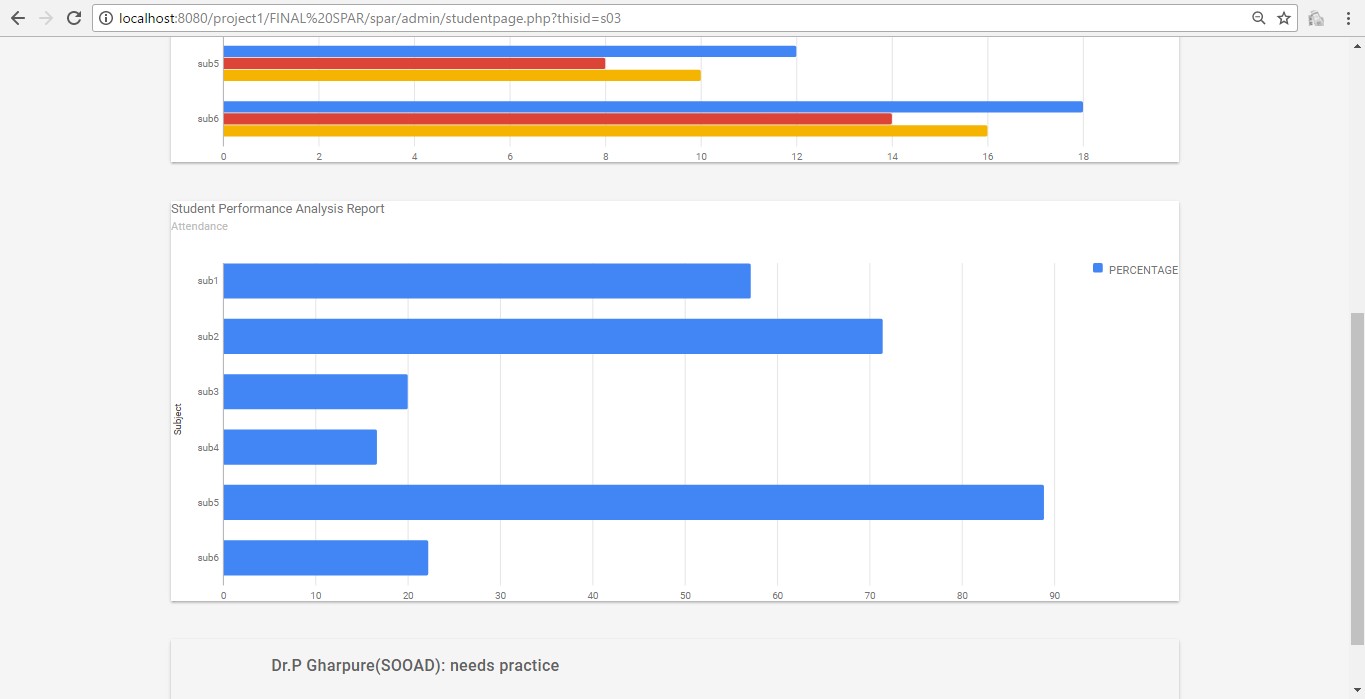 localhost:8080/project1/FINAL%20SPAR/spar/admin/studentpage.php?thisid=s03
sub5
sub6
0 2 4 6 8 10 12 14 16 18
Student Performance Analysis Report
Attendance
PERCENTAGE
Subject
sub1
sub2
sub3
sub4
sub5
sub6
0 10 20 30 40 50 60 70 80 90
Dr.P Gharpure(SOOAD): needs practice